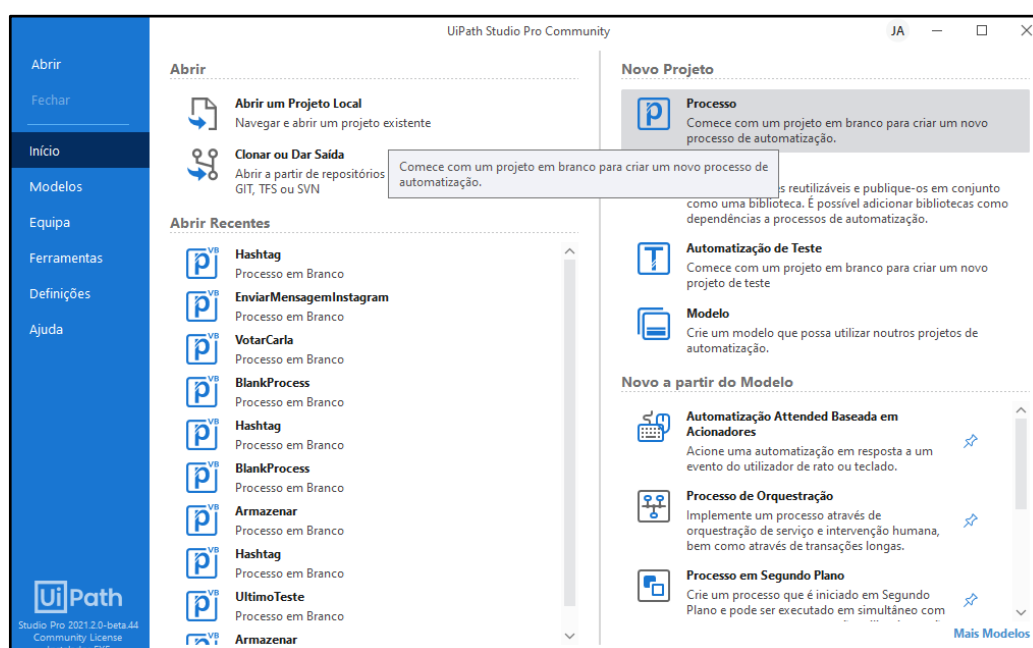 UiPath Studio Pro Community
JA
Abrir
Fechar
Início
Modelos
Equipa
Ferramentas
Definições
Ajuda
UiPath
Studio Pro 2021.2.0-beta.44
Community License
Abrir
Abrir um Projeto Local
Navegar e abrir um projeto existente
Clonar ou Dar Saída
Abrir a partir de repositórios
GIT, TFS ou SVN
Comece com um projeto em branco para criar um novo processo de
automatização.
Abrir Recentes
VB
Hashtag
Processo em Branco
VB
EnviarMensagemInstagram
Processo em Branco
VB
VotarCarla
Processo em Branco
VB
BlankProcess
Processo em Branco
VB
Hashtag
Processo em Branco
VB
BlankProcess
Processo em Branco
VB
Armazenar
Processo em Branco
VB
Hashtag
Processo em Branco
VB
UltimoTeste
Processo em Branco
VB
Armazenar
Novo Projeto
Processo
Comece com um projeto em branco para criar um novo
processo de automatização.
s reutilizáveis e publique-os em conjunto
como uma biblioteca. É possível adicionar bibliotecas como
dependências a processos de automatização.
Automatização de Teste
Comece com um projeto em branco para criar um novo
projeto de teste
Modelo
Crie um modelo que possa utilizar noutros projetos de
automatização.
Novo a partir do Modelo
Automatização Attended Baseada em
Acionadores
Acione uma automatização em resposta a um
evento do utilizador de rato ou teclado.
Processo de Orquestração
Implemente um processo através de
orquestração de serviço e intervenção humana,
bem como através de transações longas.
Processo em Segundo Plano
Crie um processo que é iniciado em Segundo
Plano e pode ser executado em simultâneo com
Mais Modelos